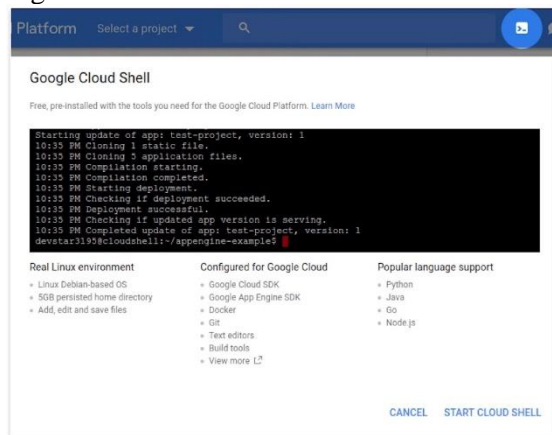 Platform Select a project
Google Cloud Shell
Free, pre-installed with the tools you need for the Google Cloud Platform. Learn More
Starting update of app: test-project, version: 1
10:35 PM Cloning 1 static file.
10:35 PM Cloning 5 application files.
10:35 PM Compilation starting.
10:35 PM Compilation completed.
10:35 PM Starting deployment.
10:35 PM Checking if deployment succeeded.
10:35 PM Deployment successful.
10:35 PM Checking if updated app version is serving.
10:35 PM Completed update of app: test-project, version: 1
devstar3195@cloudshell:~/appengine-example$
Real Linux environment
Linux Debian-based OS
5GB persisted home directory
Add, edit and save files
Configured for Google Cloud
Google Cloud SDK
Google App Engine SDK
Docker
Git
Text editors
Build tools
View more
Popular language support
Python
Java
Go
Node.js
CANCEL START CLOUD SHELL